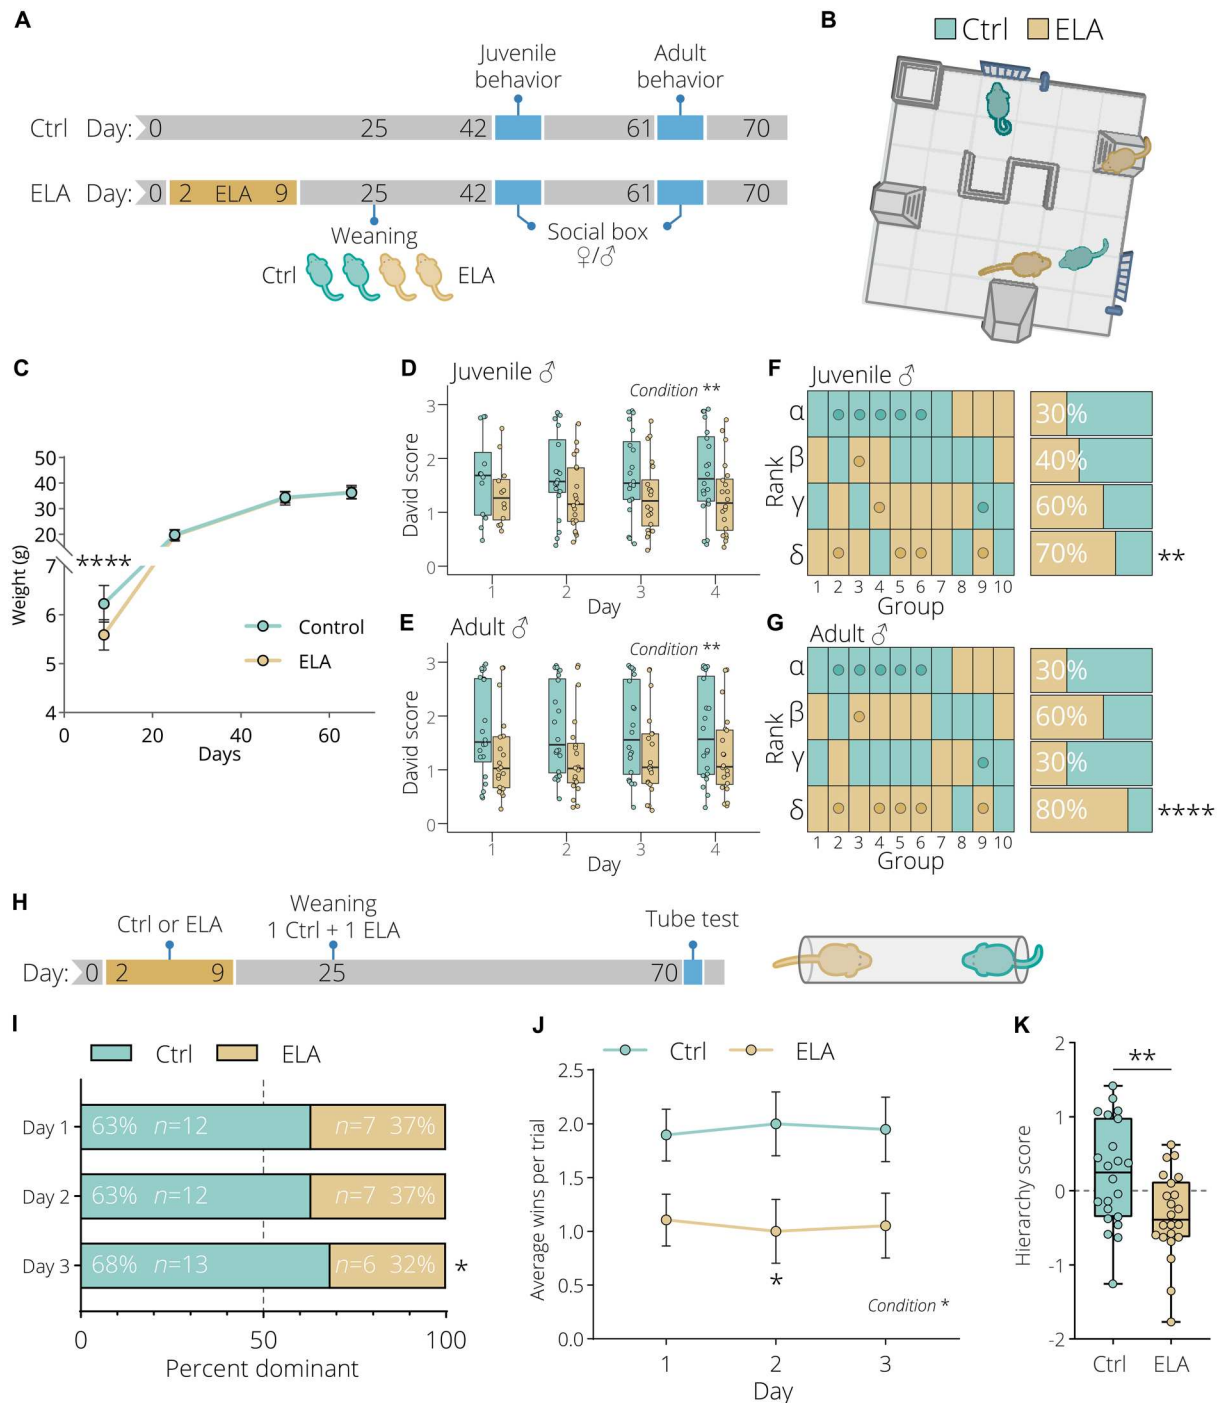 A
Juvenile
behavior
Adult
behavior
Ctrl Day: 0 25 42 61 70
ELA Day: 0 2 ELA 9 25 42 61 70
Weaning
Ctrl ELA
Social box
♀/♂
B
Ctrl ELA
C
Weight (g)
50
40
30
20
7
6
5
4
****
Control
ELA
0 20 40 60
Days
D
Juvenile ♂
Condition **
David score
3
2
1
0
1 2 3 4
Day
E
Adult ♂
Condition **
David score
3
2
1
0
1 2 3 4
Day
F
Juvenile ♂
Rank
α 30%
β 40%
γ 60%
δ 70% **
1 2 3 4 5 6 7 8 9 10
Group
G
Adult ♂
Rank
α 30%
β 60%
γ 30%
δ 80% ****
1 2 3 4 5 6 7 8 9 10
Group
H
Ctrl or ELA
Weaning
1 Ctrl + 1 ELA
Tube test
Day: 0 2 9 25 70
I
Ctrl ELA
Day 1 63% n=12 n=7 37%
Day 2 63% n=12 n=7 37%
Day 3 68% n=13 n=6 32% *
0 50 100
Percent dominant
J
Ctrl ELA
Average wins per trial
2.5
2.0
1.5
1.0
0.5
0.0
*
Condition *
1 2 3
Day
K
**
Hierarchy score
2
1
0
-1
-2
Ctrl ELA